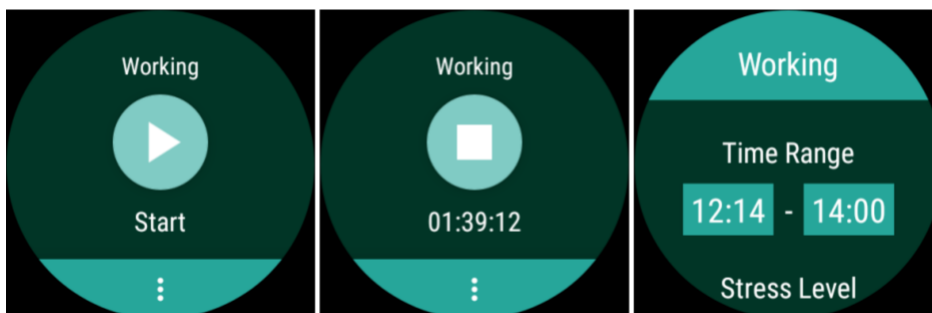 Working
Start
Working
01:39:12
Working
Time Range
12:14 - 14:00
Stress Level